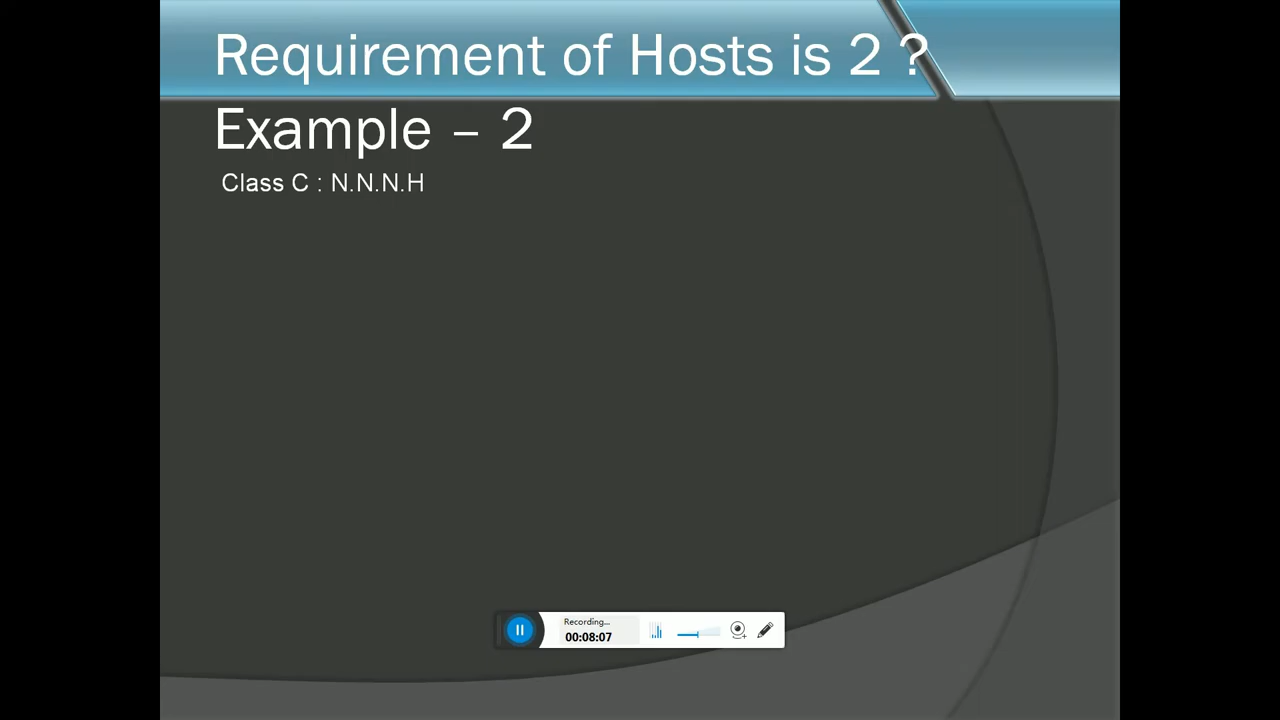 Requirement of Hosts is 2 ?
Example – 2
Class C : N.N.N.H
Recording...
00:08:07